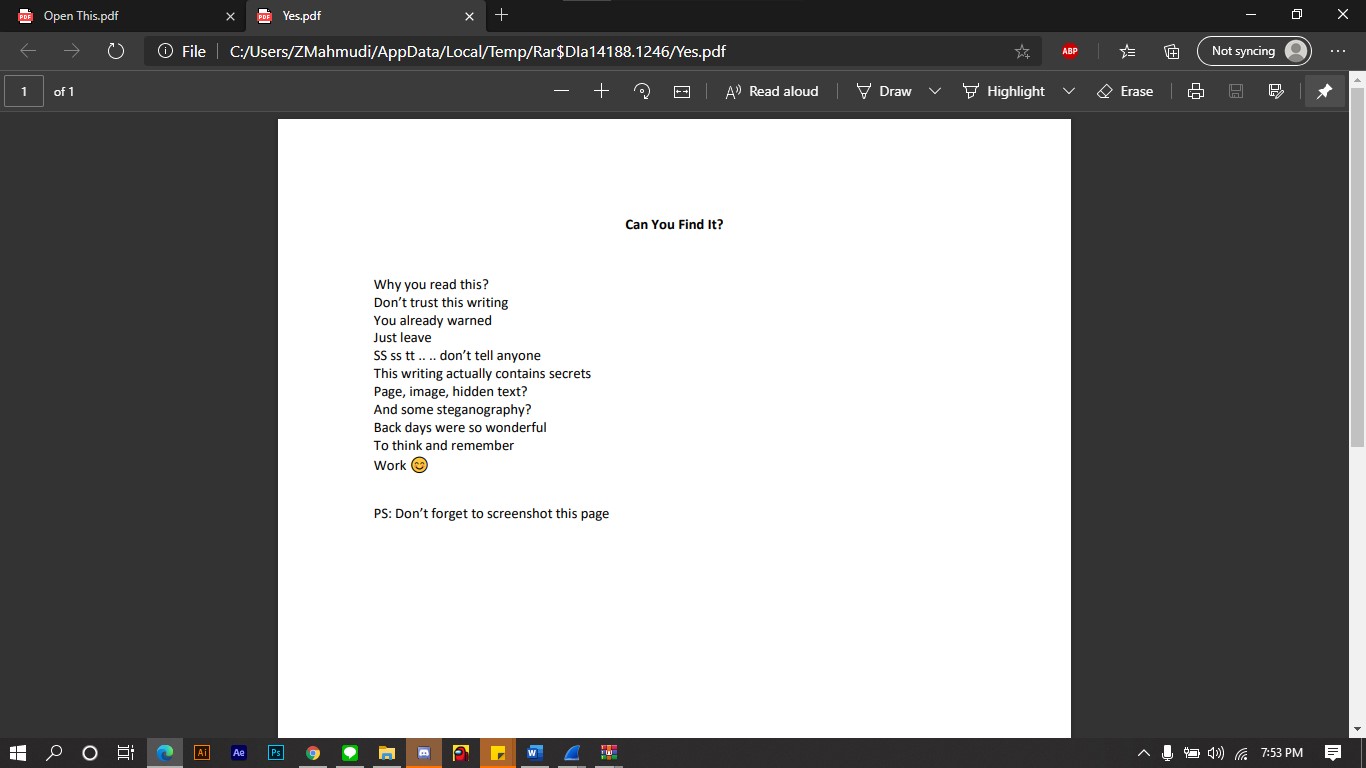 Open This.pdf
Yes.pdf
File
C:/Users/ZMahmudi/AppData/Local/Temp/Rar$DIa14188.1246/Yes.pdf
ABP
Not syncing
1 of 1
Read aloud
Draw
Highlight
Erase
Can You Find It?
Why you read this?
Don’t trust this writing
You already warned
Just leave
SS ss tt .. .. don’t tell anyone
This writing actually contains secrets
Page, image, hidden text?
And some steganography?
Back days were so wonderful
To think and remember
Work 😊
PS: Don’t forget to screenshot this page
Ai
Ae
Ps
W
7:53 PM